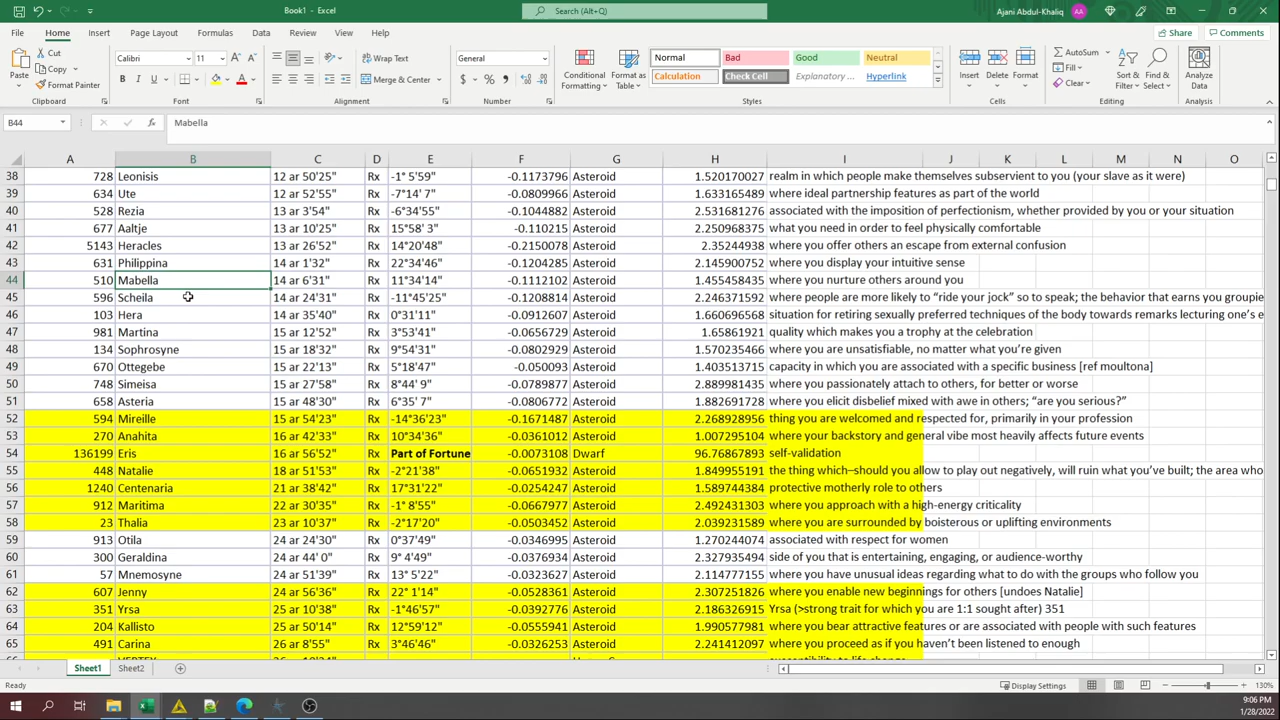 Book1 - Excel
Search (Alt+Q)
Ajani Abdul-Khaliq AA
File Home Insert Page Layout Formulas Data Review View Help Share Comments
Paste Cut Copy Format Painter Clipboard
Calibri 11 B I U Font
Wrap Text Merge & Center Alignment
General $ % Number
Conditional Formatting Format as Table
Normal Bad Good Neutral
Calculation Check Cell Explanatory ... Hyperlink
Styles
Insert Delete Format Cells
AutoSum Fill Clear Sort & Filter Find & Select Editing
Analyze Data Analysis
B44 fx Mabella
A B C D E F G H I J K L M N O
38 728 Leonisis 12 ar 50'25" Rx -1° 5'59" -0.1173796 Asteroid 1.520170027 realm in which people make themselves subservient to you (your slave as it were)
39 634 Ute 12 ar 52'55" Rx -7°14' 7" -0.0809966 Asteroid 1.633165489 where ideal partnership features as part of the world
40 528 Rezia 13 ar 3'54" Rx -6°34'55" -0.1044882 Asteroid 2.531681276 associated with the imposition of perfectionism, whether provided by you or your situation
41 677 Aaltje 13 ar 10'25" Rx 15°58' 3" -0.110215 Asteroid 2.250968375 what you need in order to feel physically comfortable
42 5143 Heracles 13 ar 26'52" Rx 14°20'48" -0.2150078 Asteroid 2.35244938 where you offer others an escape from external confusion
43 631 Philippina 14 ar 1'32" Rx 22°34'46" -0.1204285 Asteroid 2.145900752 where you display your intuitive sense
44 510 Mabella 14 ar 6'31" Rx 11°34'14" -0.1112102 Asteroid 1.455458435 where you nurture others around you
45 596 Scheila 14 ar 24'31" Rx -11°45'25" -0.1208814 Asteroid 2.246371592 where people are more likely to “ride your jock” so to speak; the behavior that earns you groupie
46 103 Hera 14 ar 35'40" Rx 0°31'11" -0.0912607 Asteroid 1.660696568 situation for retiring sexually preferred techniques of the body towards remarks lecturing one's e
47 981 Martina 15 ar 12'52" Rx 3°53'41" -0.0656729 Asteroid 1.65861921 quality which makes you a trophy at the celebration
48 134 Sophrosyne 15 ar 18'32" Rx 9°54'31" -0.0802929 Asteroid 1.570235466 where you are unsatisfiable, no matter what you're given
49 670 Ottegebe 15 ar 22'13" Rx 5°18'47" -0.050093 Asteroid 1.403513715 capacity in which you are associated with a specific business [ref moultona]
50 748 Simeisa 15 ar 27'58" Rx 8°44' 9" -0.0789877 Asteroid 2.889981435 where you passionately attach to others, for better or worse
51 658 Asteria 15 ar 48'30" Rx 6°35' 7" -0.0806772 Asteroid 1.882691728 where you elicit disbelief mixed with awe in others; “are you serious?”
52 594 Mireille 15 ar 54'23" Rx -14°36'23" -0.1671487 Asteroid 2.268928956 thing you are welcomed and respected for, primarily in your profession
53 270 Anahita 16 ar 42'33" Rx 10°34'36" -0.0361012 Asteroid 1.007295104 where your backstory and general vibe most heavily affects future events
54 136199 Eris 16 ar 56'52" Rx Part of Fortune -0.0073108 Dwarf 96.76867893 self-validation
55 448 Natalie 18 ar 51'53" Rx -2°21'38" -0.0651932 Asteroid 1.849955191 the thing which–should you allow to play out negatively, will ruin what you've built; the area who
56 1240 Centenaria 21 ar 38'42" Rx 17°31'22" -0.0254247 Asteroid 1.589744384 protective motherly role to others
57 912 Maritima 22 ar 30'35" Rx -1° 8'55" -0.0667977 Asteroid 2.492431303 where you approach with a high-energy criticality
58 23 Thalia 23 ar 10'37" Rx -2°17'20" -0.0503452 Asteroid 2.039231589 where you are surrounded by boisterous or uplifting environments
59 913 Otila 24 ar 24'30" Rx 0°37'49" -0.0346995 Asteroid 1.270244074 associated with respect for women
60 300 Geraldina 24 ar 44' 0" Rx 9° 4'49" -0.0376934 Asteroid 2.327935494 side of you that is entertaining, engaging, or audience-worthy
61 57 Mnemosyne 24 ar 51'39" Rx 13° 5'22" -0.0323627 Asteroid 2.114777155 where you have unusual ideas regarding what to do with the groups who follow you
62 607 Jenny 24 ar 56'36" Rx 22° 1'14" -0.0528361 Asteroid 2.307251826 where you enable new beginnings for others [undoes Natalie]
63 351 Yrsa 25 ar 10'38" Rx -1°46'57" -0.0392776 Asteroid 2.186326915 Yrsa (>strong trait for which you are 1:1 sought after) 351
64 204 Kallisto 25 ar 50'14" Rx 12°59'12" -0.0555941 Asteroid 1.990577981 where you bear attractive features or are associated with people with such features
65 491 Carina 26 ar 8'55" Rx 3°46'46" -0.0326253 Asteroid 2.241412097 where you proceed as if you haven't been listened to enough
Sheet1 Sheet2
Ready Display Settings 130%
9:06 PM
1/28/2022